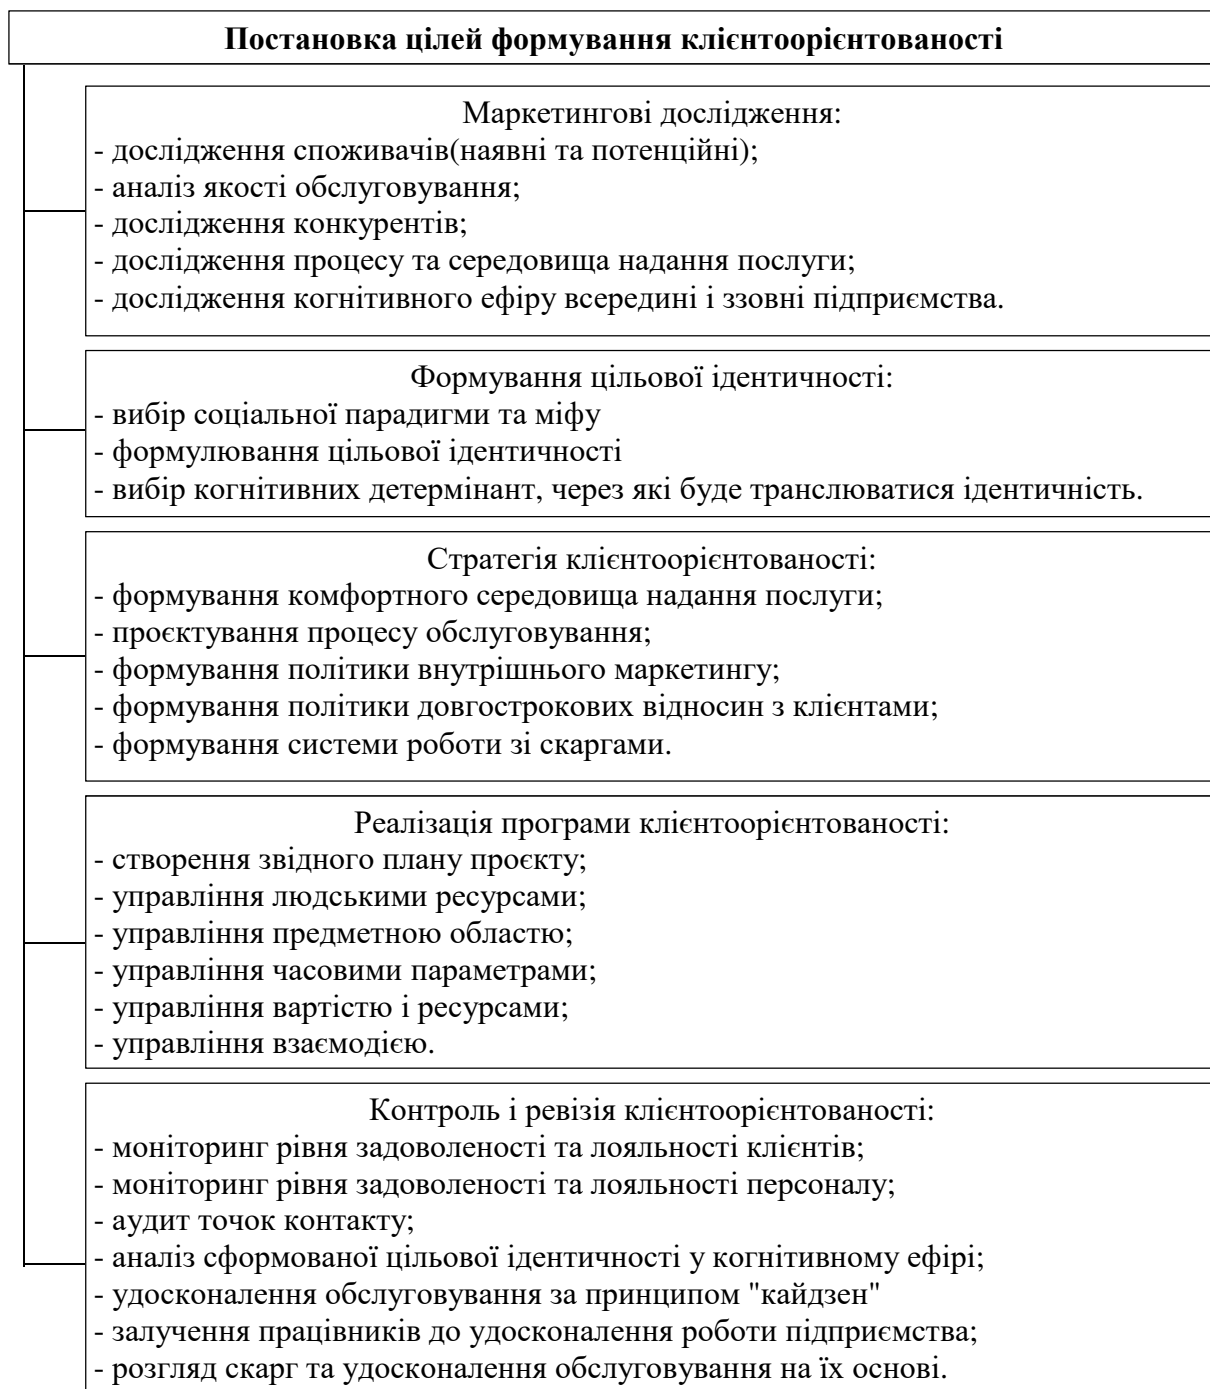 Постановка цілей формування клієнтоорієнтованості
Маркетингові дослідження:
- дослідження споживачів(наявні та потенційні);
- аналіз якості обслуговування;
- дослідження конкурентів;
- дослідження процесу та середовища надання послуги;
- дослідження когнітивного ефіру всередині і ззовні підприємства.
Формування цільової ідентичності:
- вибір соціальної парадигми та міфу
- формулювання цільової ідентичності
- вибір когнітивних детермінант, через які буде транслюватися ідентичність.
Стратегія клієнтоорієнтованості:
- формування комфортного середовища надання послуги;
- проєктування процесу обслуговування;
- формування політики внутрішнього маркетингу;
- формування політики довгострокових відносин з клієнтами;
- формування системи роботи зі скаргами.
Реалізація програми клієнтоорієнтованості:
- створення звідного плану проєкту;
- управління людськими ресурсами;
- управління предметною областю;
- управління часовими параметрами;
- управління вартістю і ресурсами;
- управління взаємодією.
Контроль і ревізія клієнтоорієнтованості:
- моніторинг рівня задоволеності та лояльності клієнтів;
- моніторинг рівня задоволеності та лояльності персоналу;
- аудит точок контакту;
- аналіз сформованої цільової ідентичності у когнітивному ефірі;
- удосконалення обслуговування за принципом "кайдзен"
- залучення працівників до удосконалення роботи підприємства;
- розгляд скарг та удосконалення обслуговування на їх основі.